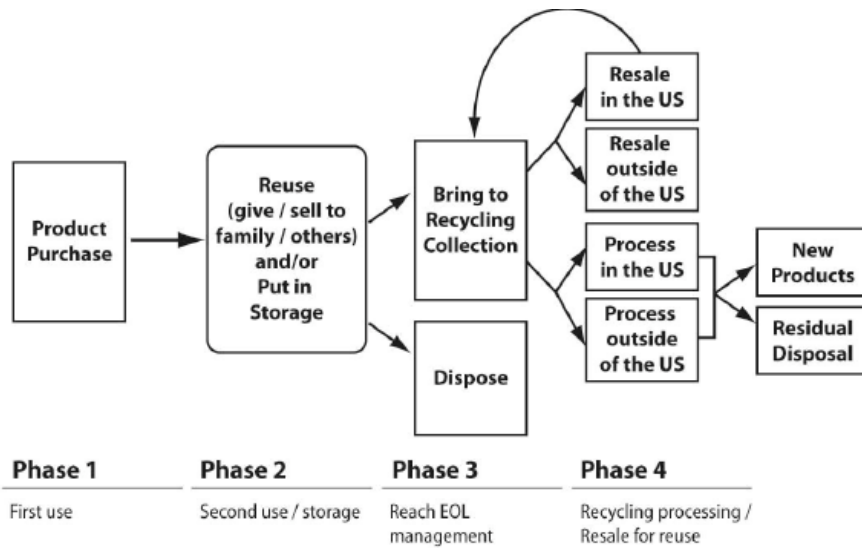 Product
Purchase
Reuse
(give / sell to
family / others)
and/or
Put in
Storage
Bring to
Recycling
Collection
Dispose
Resale
in the US
Resale
outside
of the US
Process
in the US
Process
outside
of the US
New
Products
Residual
Disposal
Phase 1
First use
Phase 2
Second use / storage
Phase 3
Reach EOL
management
Phase 4
Recycling processing /
Resale for reuse